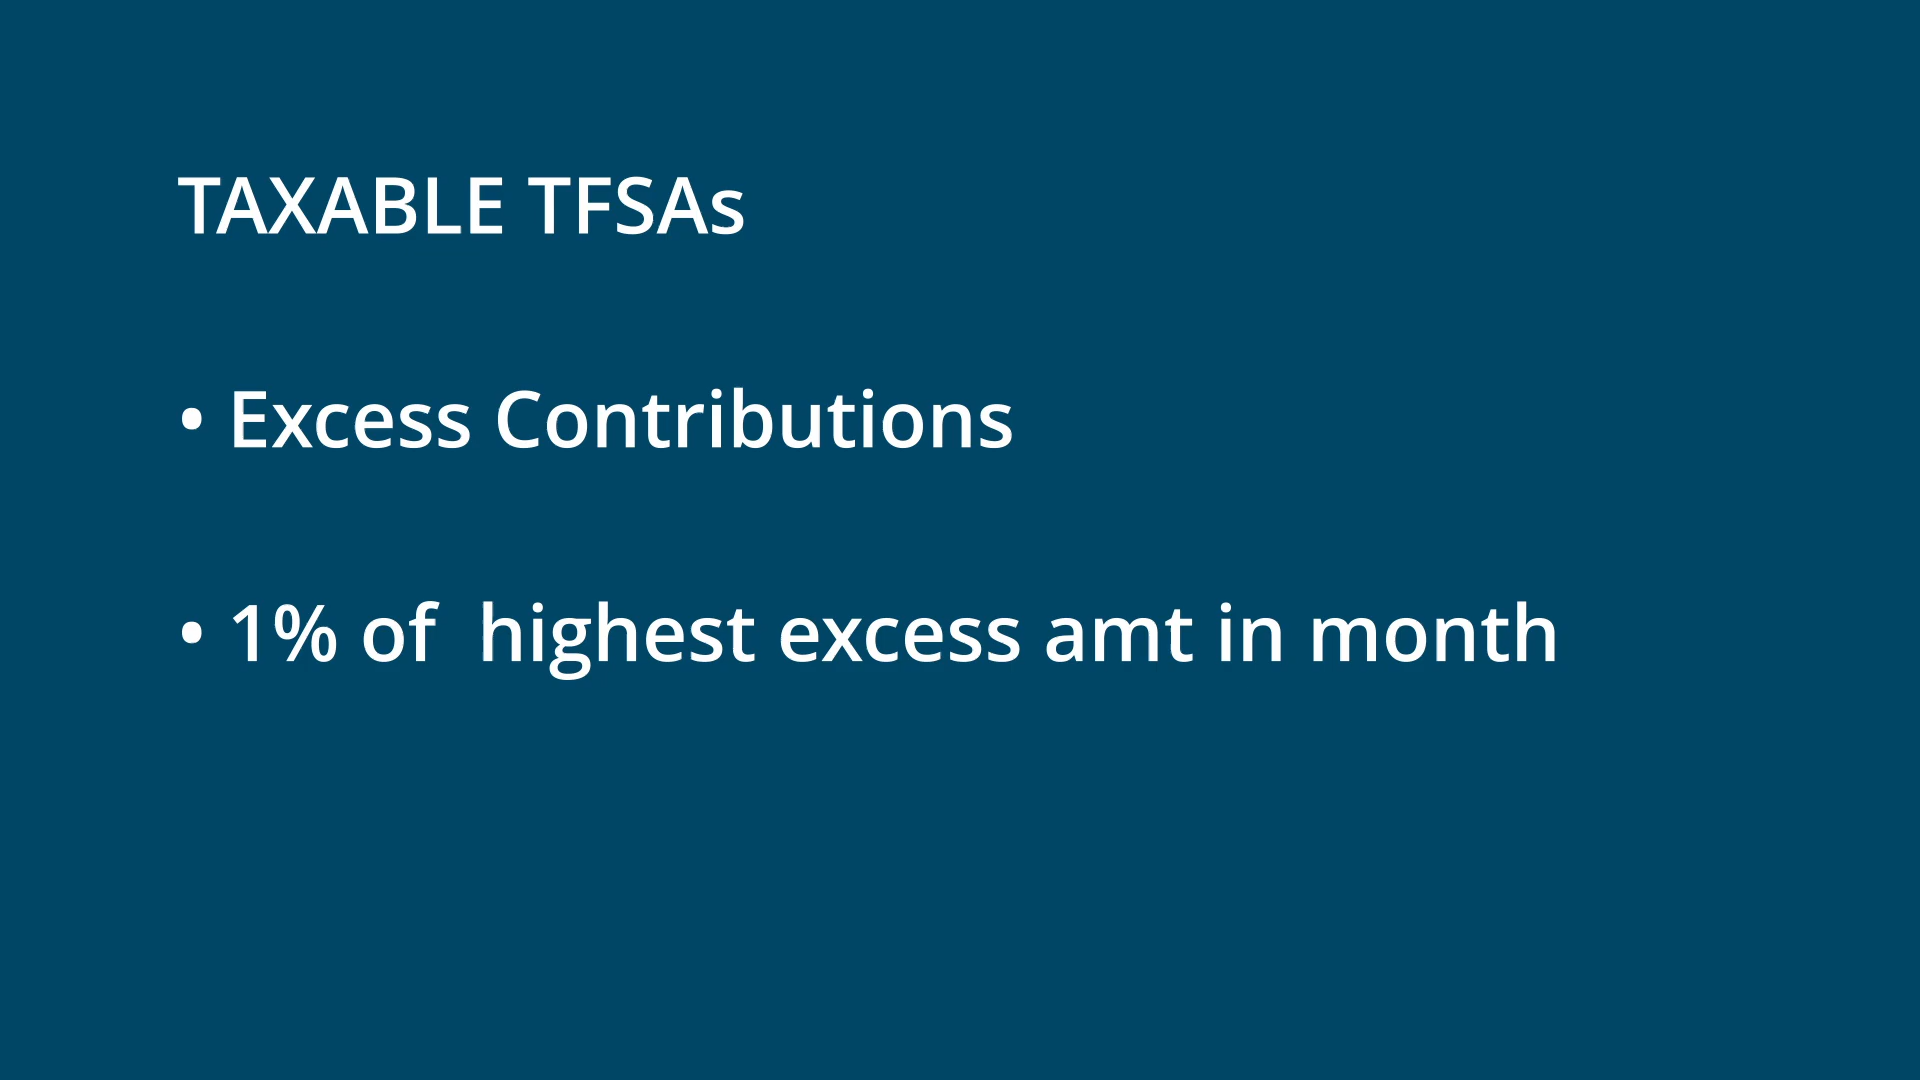 TAXABLE TFSAs
• Excess Contributions
• 1% of  highest excess amt in month